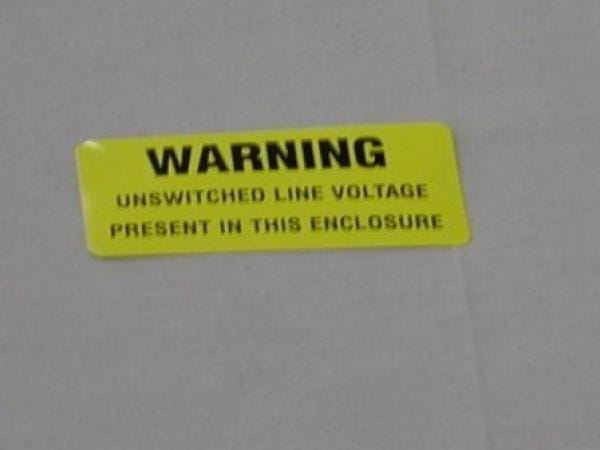 WARNING
UNSWITCHED LINE VOLTAGE
PRESENT IN THIS ENCLOSURE